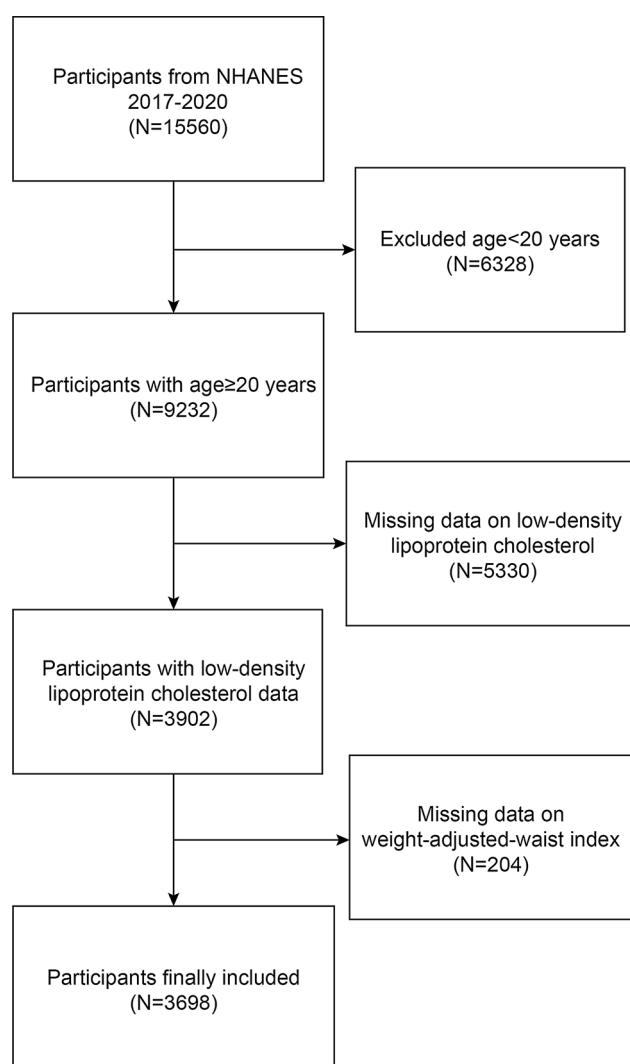 Participants from NHANES
2017-2020
(N=15560)
Excluded age<20 years
(N=6328)
Participants with age≥20 years
(N=9232)
Missing data on low-density
lipoprotein cholesterol
(N=5330)
Participants with low-density
lipoprotein cholesterol data
(N=3902)
Missing data on
weight-adjusted-waist index
(N=204)
Participants finally included
(N=3698)